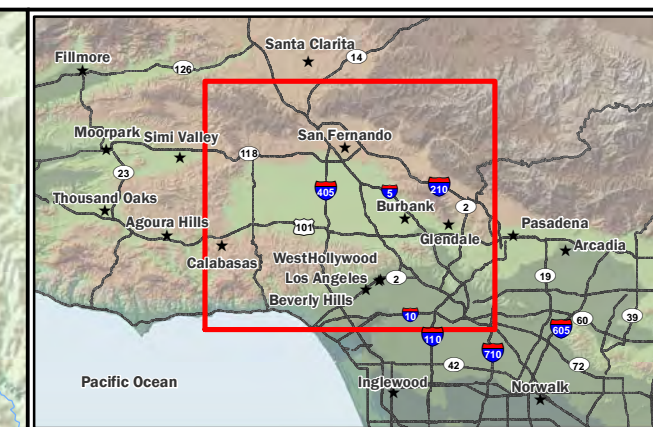 Santa Clarita
14
Fillmore
126
Moorpark
Simi Valley
118
San Fernando
23
405
5
210
Thousand Oaks
Burbank
2
Agoura Hills
101
Glendale
Pasadena
Calabasas
WestHollywood
Arcadia
Los Angeles
2
19
Beverly Hills
10
60
39
605
110
710
42
72
Pacific Ocean
Inglewood
Norwalk